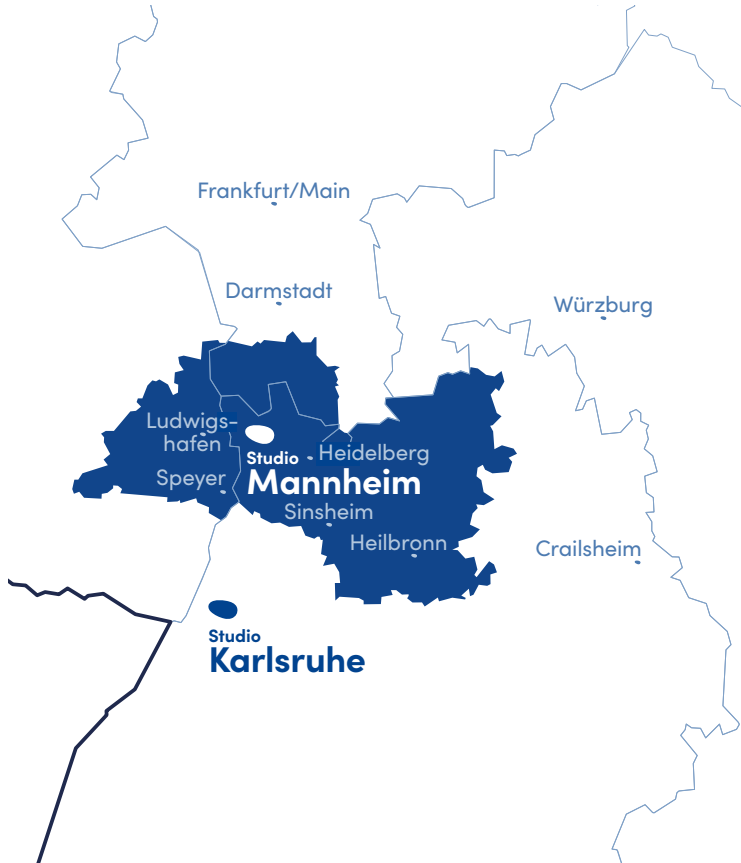 Frankfurt/Main
Darmstadt
Würzburg
Ludwigs-
hafen
Studio
Heidelberg
Mannheim
Speyer
Sinsheim
Heilbronn
Crailsheim
Studio
Karlsruhe